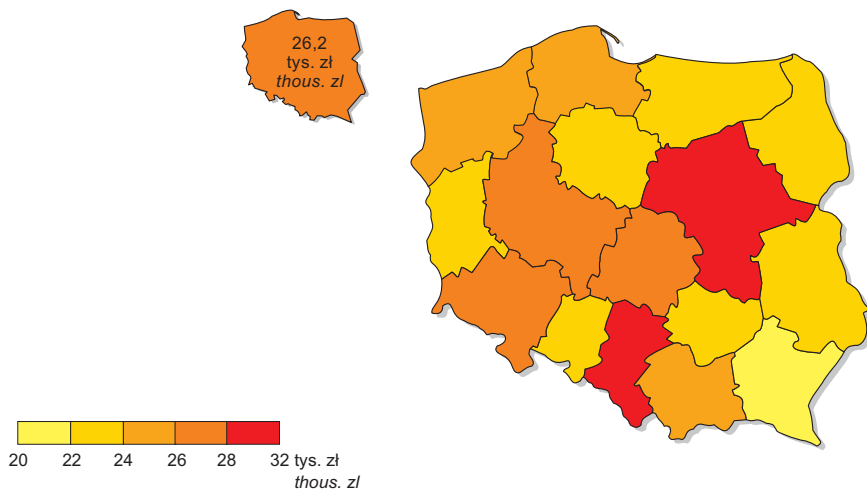 26,2
tys. zł
thous. zl
20 22 24 26 28 32 tys. zł
thous. zl